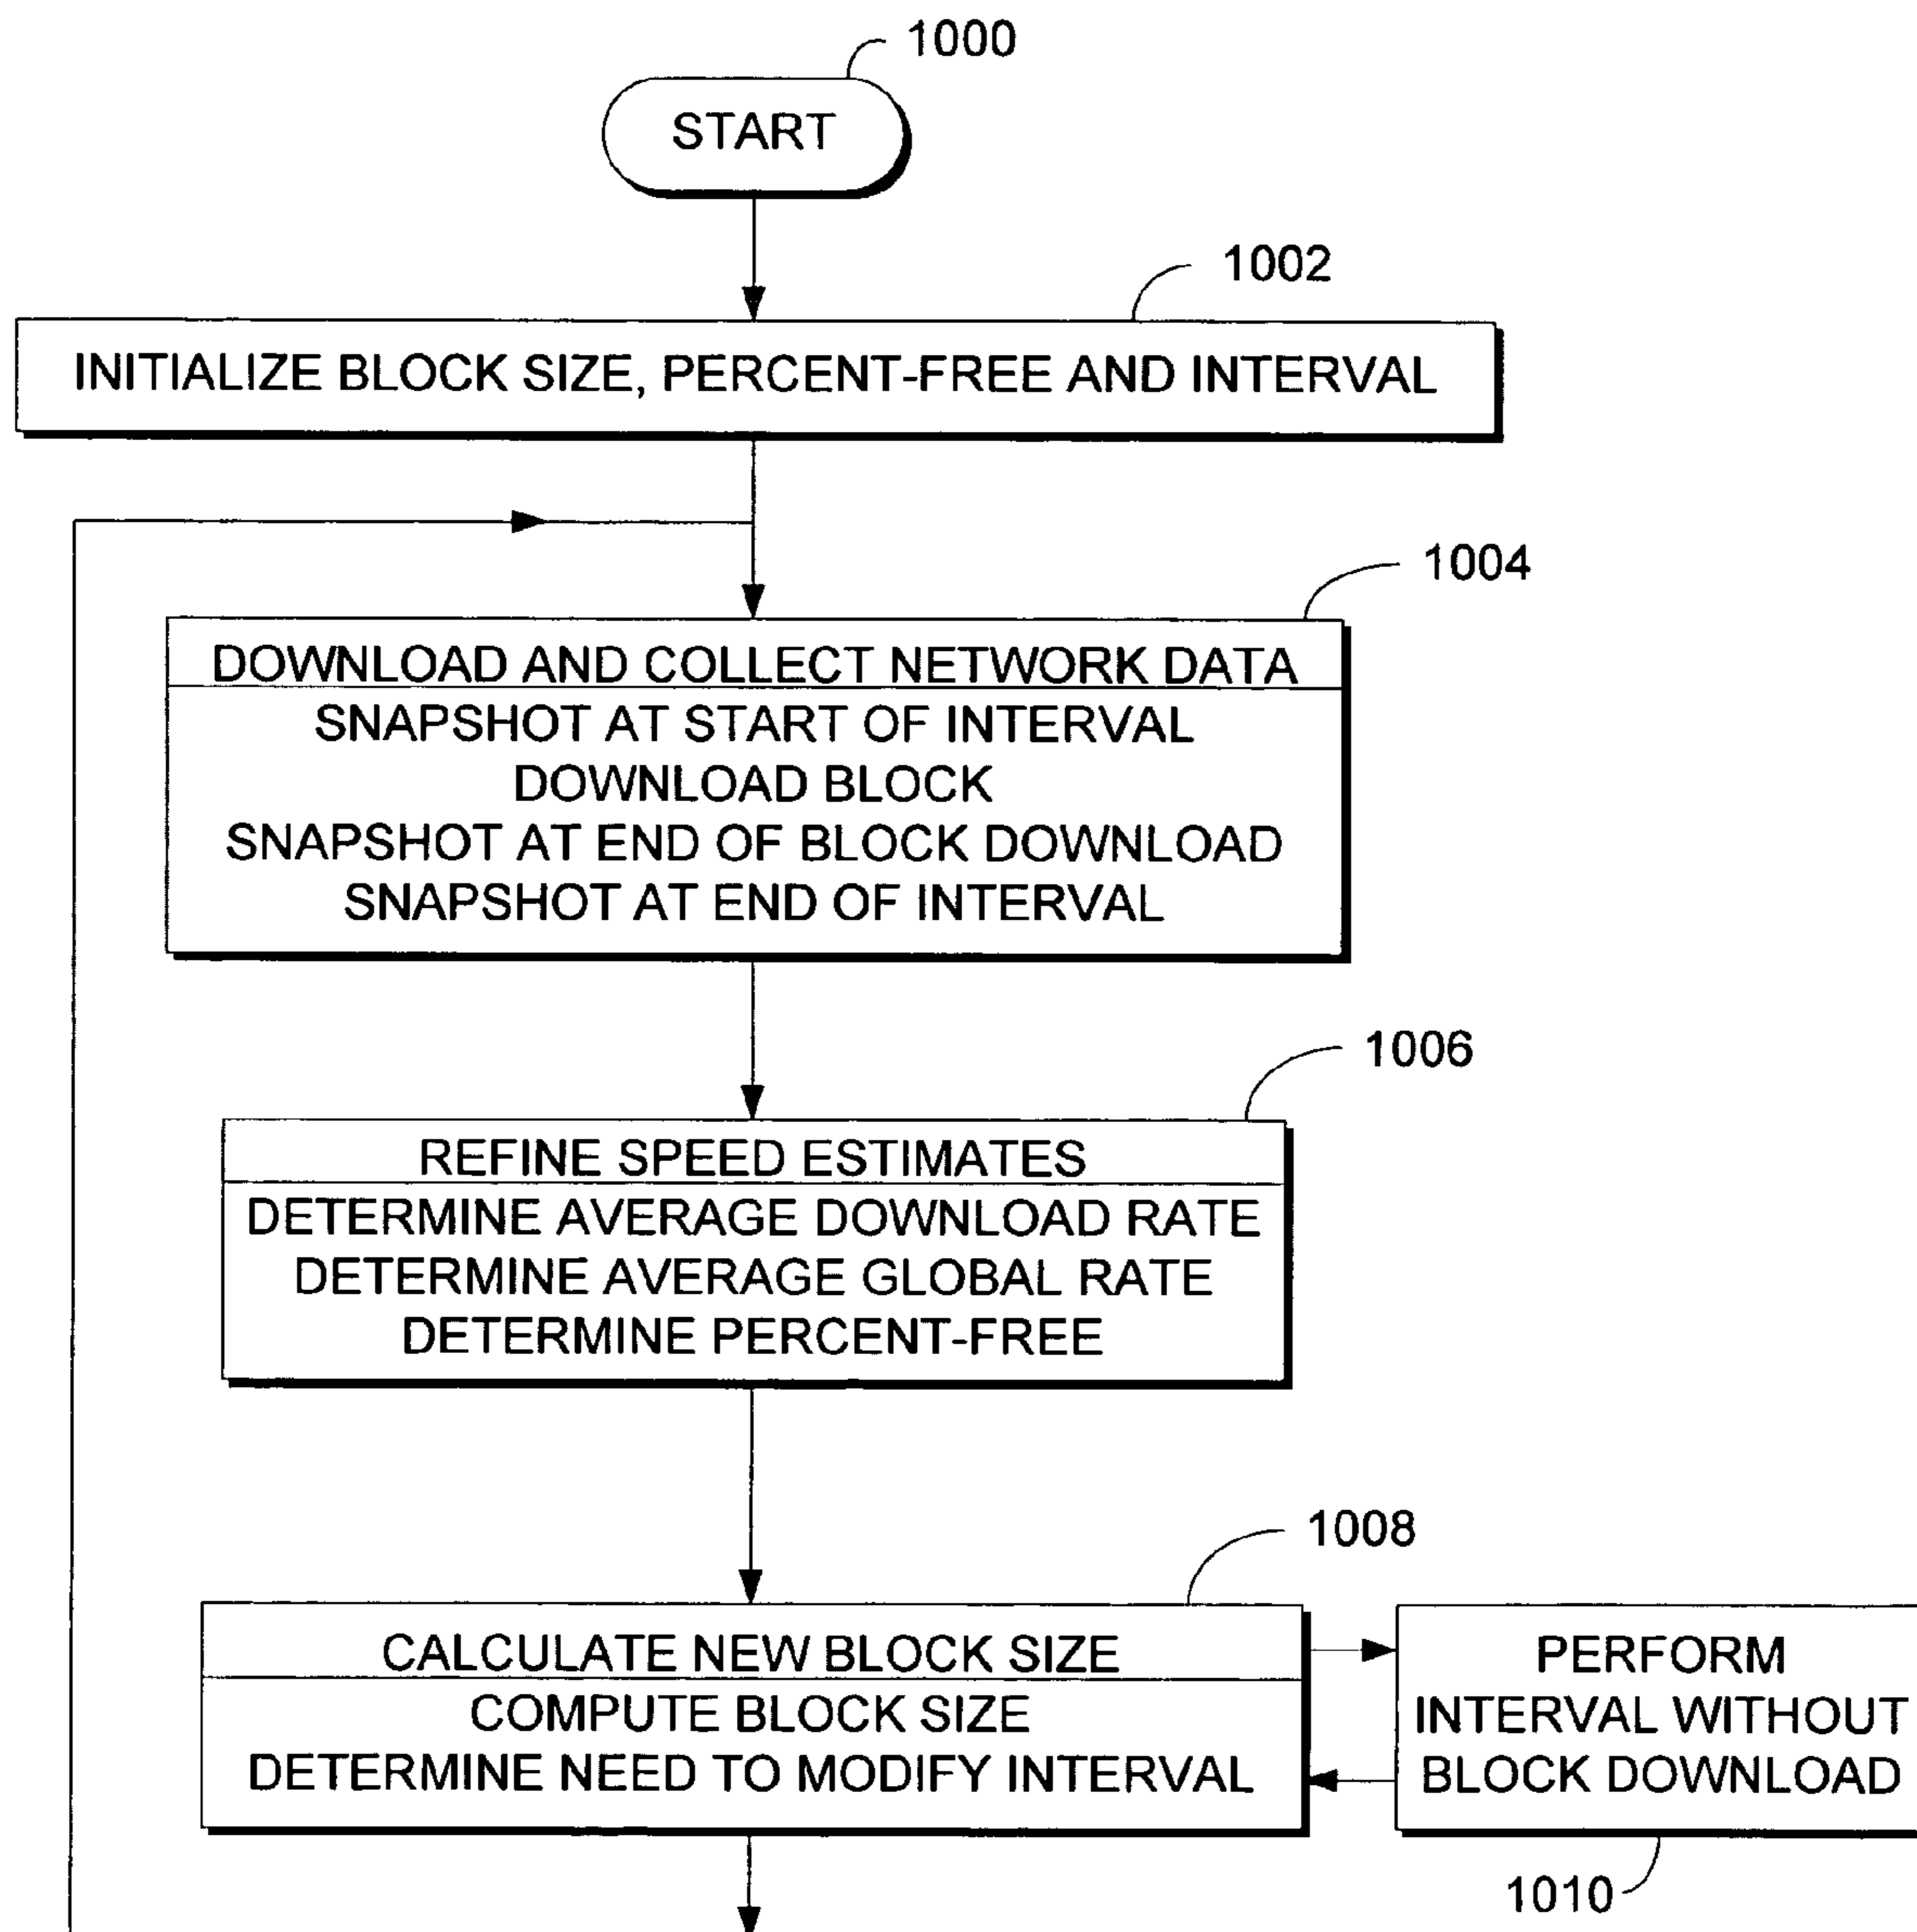 1000
START
1002
INITIALIZE BLOCK SIZE, PERCENT-FREE AND INTERVAL
1004
DOWNLOAD AND COLLECT NETWORK DATA
SNAPSHOT AT START OF INTERVAL
DOWNLOAD BLOCK
SNAPSHOT AT END OF BLOCK DOWNLOAD
SNAPSHOT AT END OF INTERVAL
1006
REFINE SPEED ESTIMATES
DETERMINE AVERAGE DOWNLOAD RATE
DETERMINE AVERAGE GLOBAL RATE
DETERMINE PERCENT-FREE
1008
CALCULATE NEW BLOCK SIZE
COMPUTE BLOCK SIZE
DETERMINE NEED TO MODIFY INTERVAL
PERFORM
INTERVAL WITHOUT
BLOCK DOWNLOAD
1010